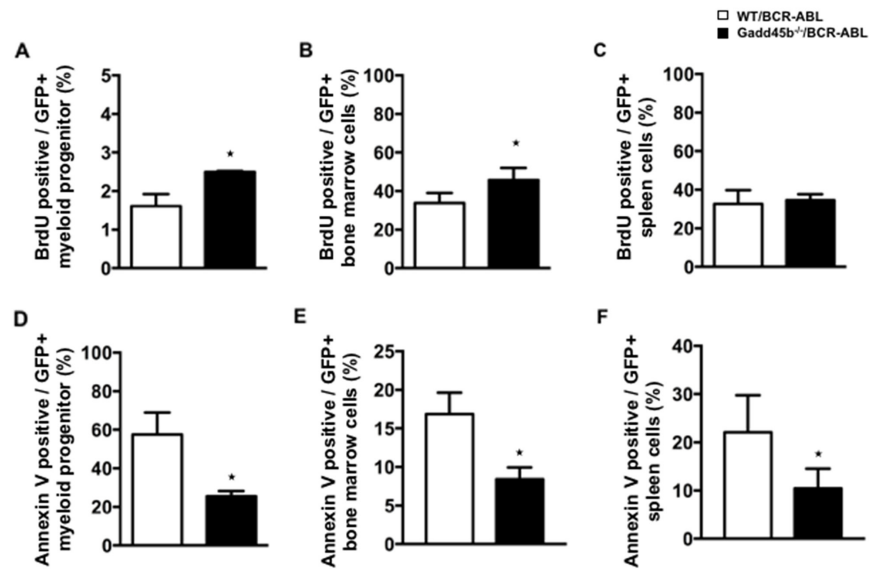 WT/BCR-ABL
Gadd45b-/-/BCR-ABL
A
BrdU positive / GFP+
myeloid progenitor (%)
5
4
3
2
1
0
*
B
BrdU positive / GFP+
bone marrow cells (%)
100
80
60
40
20
0
*
C
BrdU positive / GFP+
spleen cells (%)
100
80
60
40
20
0
D
Annexin V positive / GFP+
myeloid progenitor (%)
100
80
60
40
20
0
*
E
Annexin V positive / GFP+
bone marrow cells (%)
25
20
15
10
5
0
*
F
Annexin V positive / GFP+
spleen cells (%)
40
30
20
10
0
*